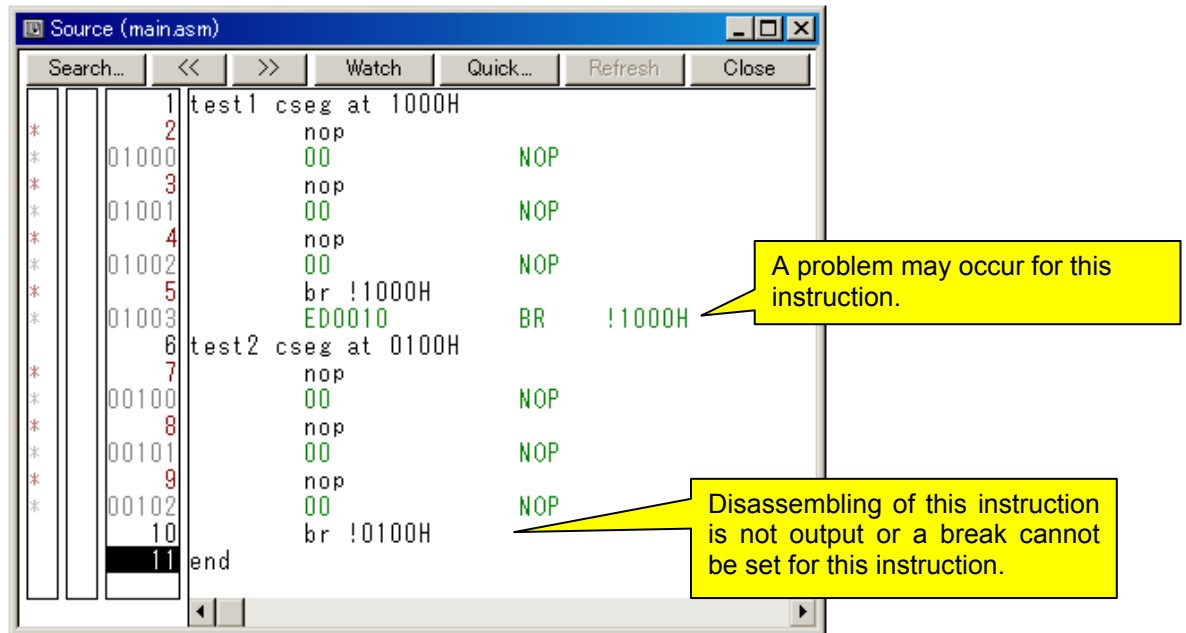 Source (main.asm)
Search... << >> Watch Quick... Refresh Close
1 test1 cseg at 1000H
* 2 nop
* 01000 00 NOP
* 3 nop
* 01001 00 NOP
* 4 nop
* 01002 00 NOP
* 5 br !1000H
* 01003 ED0010 BR !1000H
6 test2 cseg at 0100H
* 7 nop
* 00100 00 NOP
* 8 nop
* 00101 00 NOP
* 9 nop
* 00102 00 NOP
10 br !0100H
11 end
A problem may occur for this
instruction.
Disassembling of this instruction
is not output or a break cannot
be set for this instruction.